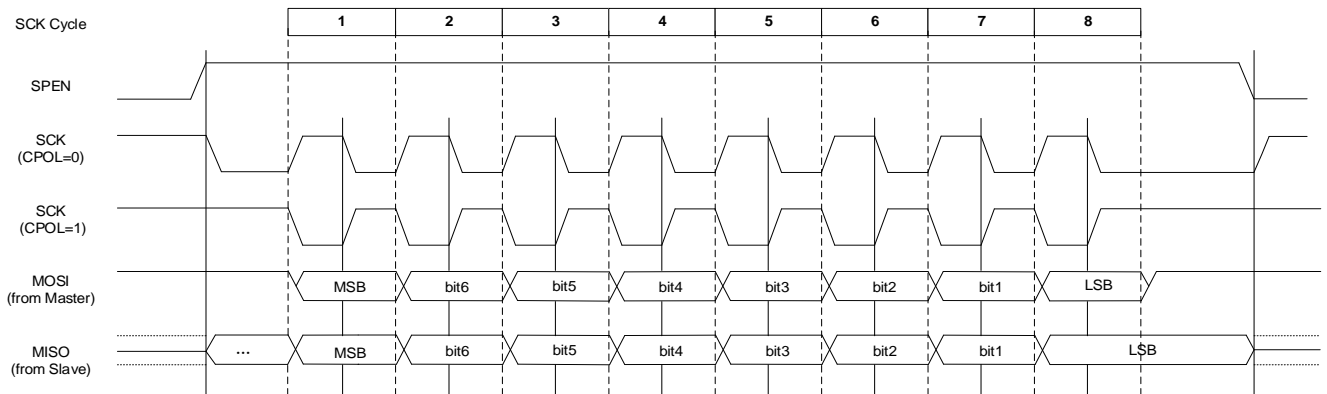 SCK Cycle 1 2 3 4 5 6 7 8
SPEN
SCK
(CPOL=0)
SCK
(CPOL=1)
MOSI
(from Master)
MSB bit6 bit5 bit4 bit3 bit2 bit1 LSB
MISO
(from Slave)
... MSB bit6 bit5 bit4 bit3 bit2 bit1 LSB